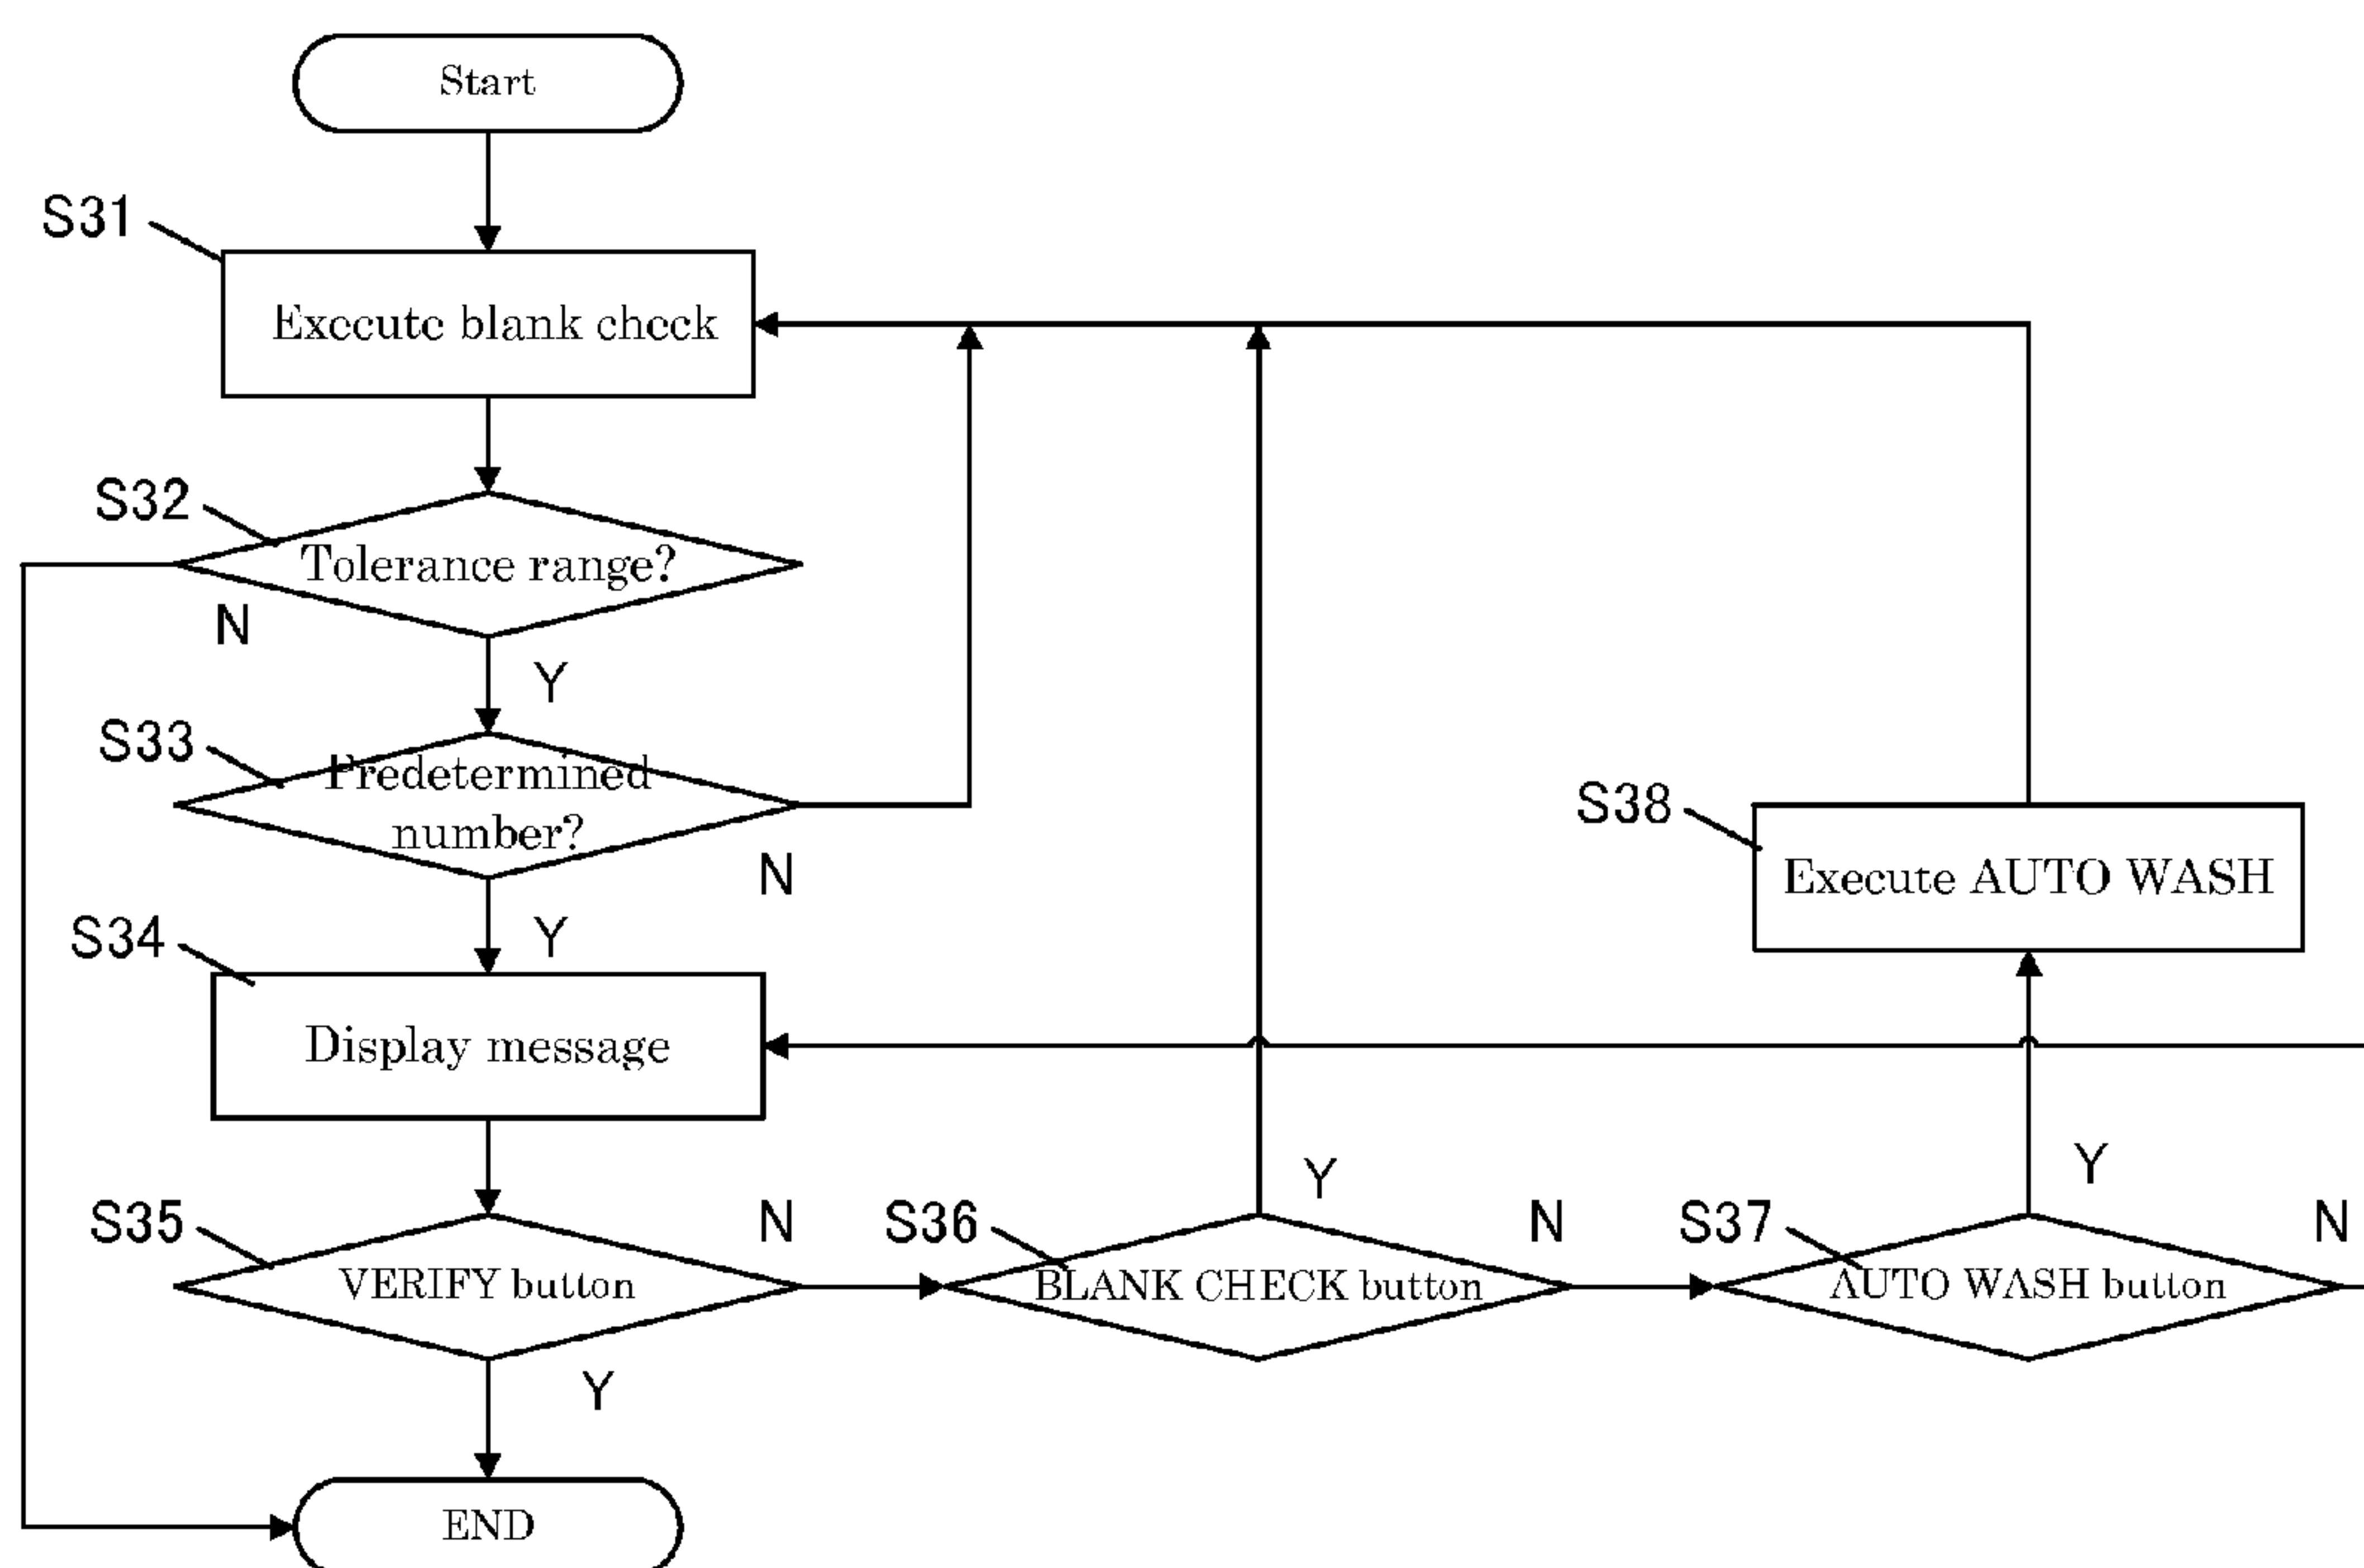 Start
S31
Execute blank check
S32
Tolerance range?
N
Y
S33
Predetermined
number?
N
Y
S34
Display message
S38
Execute AUTO WASH
S35
VERIFY button
N
Y
S36
BLANK CHECK button
Y
N
S37
AUTO WASH button
Y
N
END